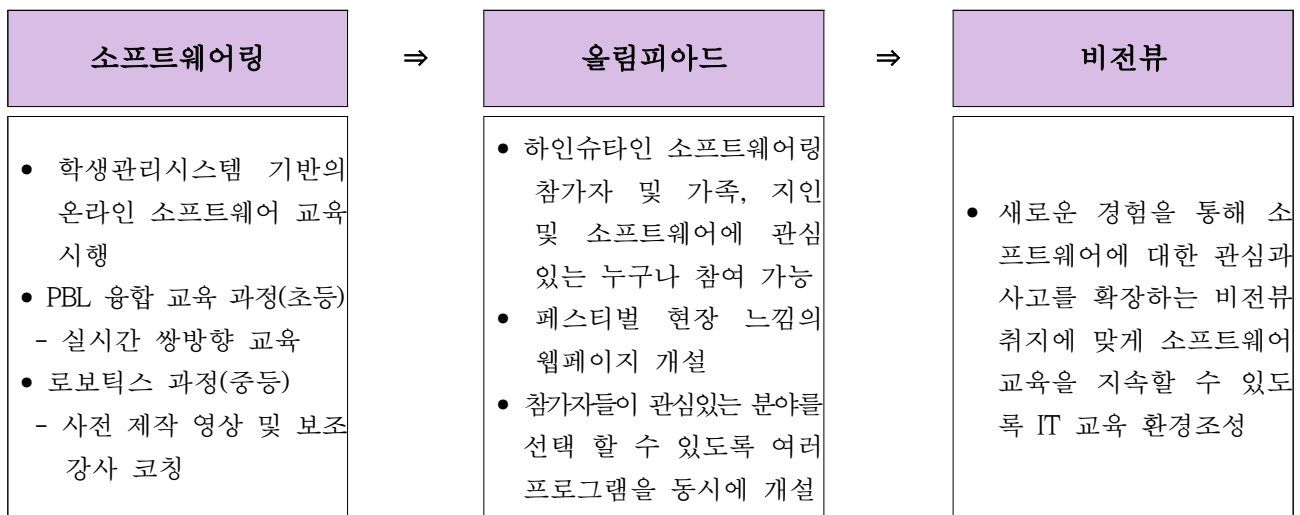 소프트웨어링
⇒
올림피아드
⇒
비전뷰
• 학생관리시스템 기반의
온라인 소프트웨어 교육
시행
• PBL 융합 교육 과정(초등)
- 실시간 쌍방향 교육
• 로보틱스 과정(중등)
- 사전 제작 영상 및 보조
강사 코칭
• 하인슈타인 소프트웨어링
참가자 및 가족, 지인
및 소프트웨어에 관심
있는 누구나 참여 가능
• 페스티벌 현장 느낌의
웹페이지 개설
• 참가자들이 관심있는 분야를
선택 할 수 있도록 여러
프로그램을 동시에 개설
• 새로운 경험을 통해 소
프트웨어에 대한 관심과
사고를 확장하는 비전뷰
취지에 맞게 소프트웨어
교육을 지속할 수 있도
록 IT 교육 환경조성